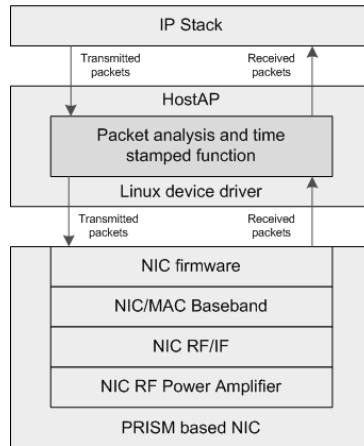 IP Stack
Transmitted packets
Received packets
HostAP
Packet analysis and time
stamped function
Linux device driver
Transmitted packets
Received packets
NIC firmware
NIC/MAC Baseband
NIC RF/IF
NIC RF Power Amplifier
PRISM based NIC